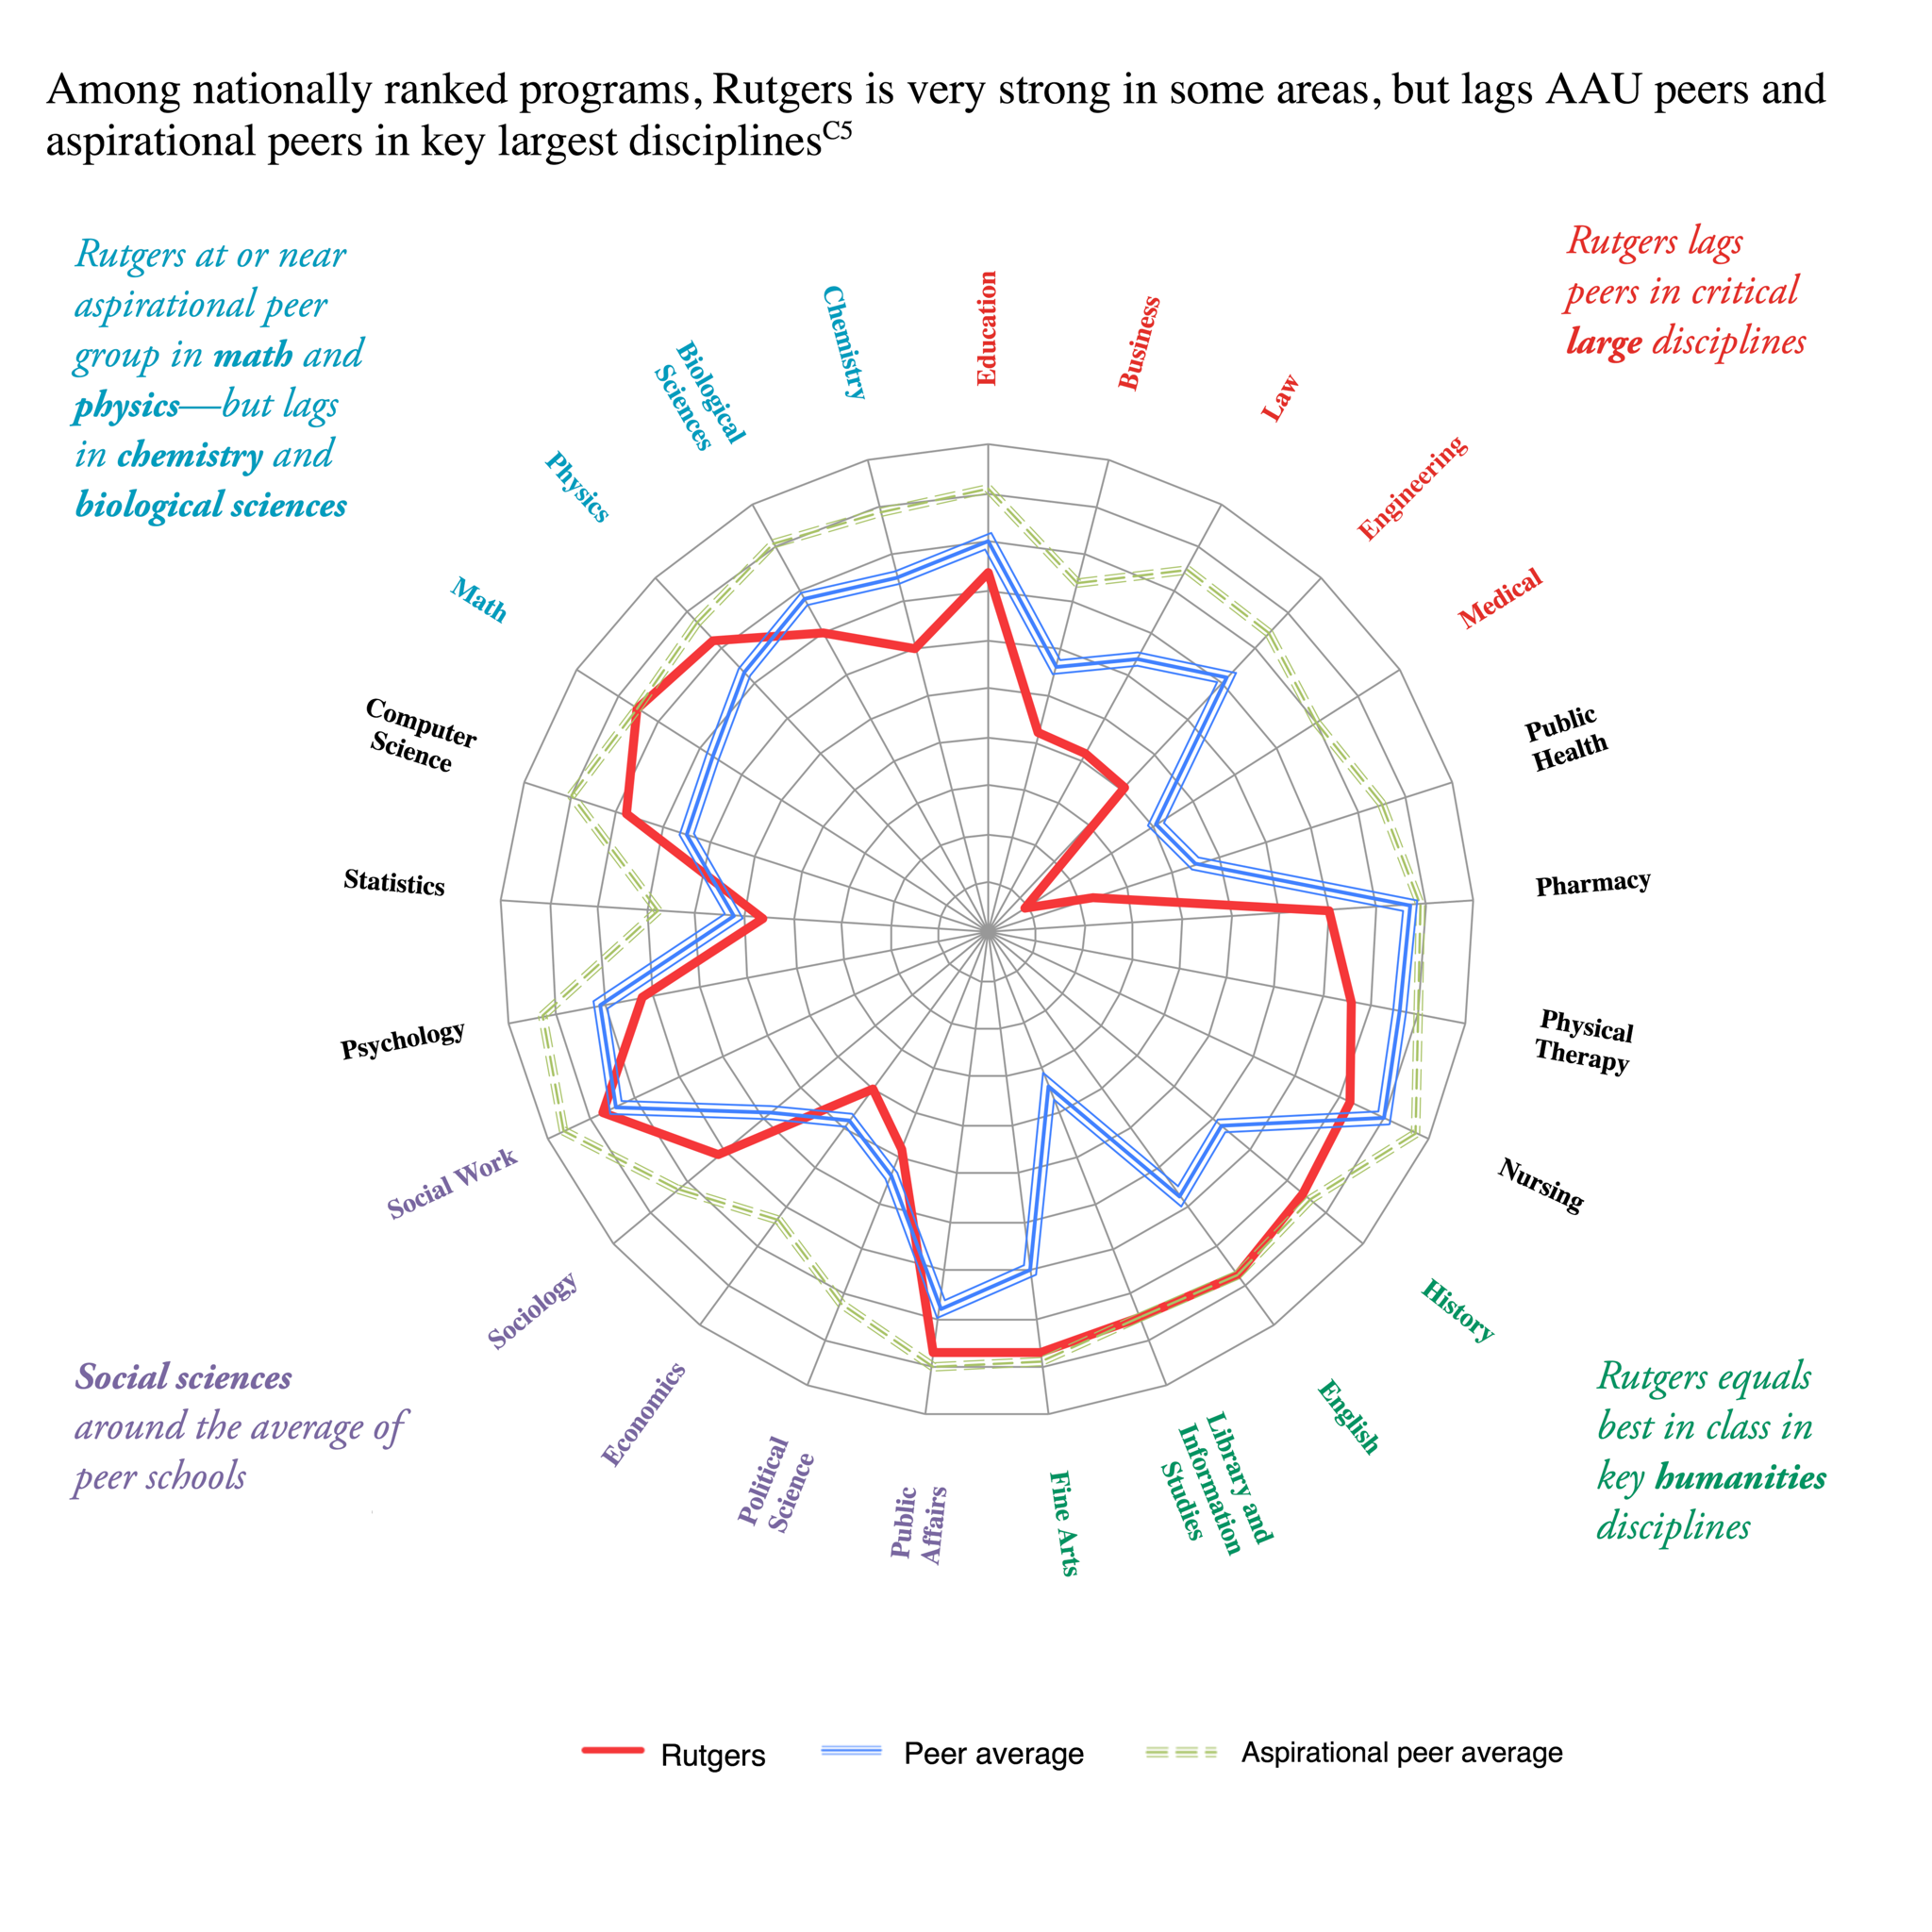 Among nationally ranked programs, Rutgers is very strong in some areas, but lags AAU peers and
aspirational peers in key largest disciplinesC5
Rutgers at or near
aspirational peer
group in math and
physics—but lags
in chemistry and
biological sciences
Rutgers lags
peers in critical
large disciplines
Education
Business
Law
Engineering
Medical
Public
Health
Pharmacy
Physical
Therapy
Nursing
History
English
Library and
Information
Studies
Fine Arts
Public
Affairs
Political
Science
Economics
Sociology
Social Work
Psychology
Statistics
Computer
Science
Math
Physics
Biological
Sciences
Chemistry
Social sciences
around the average of
peer schools
Rutgers equals
best in class in
key humanities
disciplines
Rutgers
Peer average
Aspirational peer average